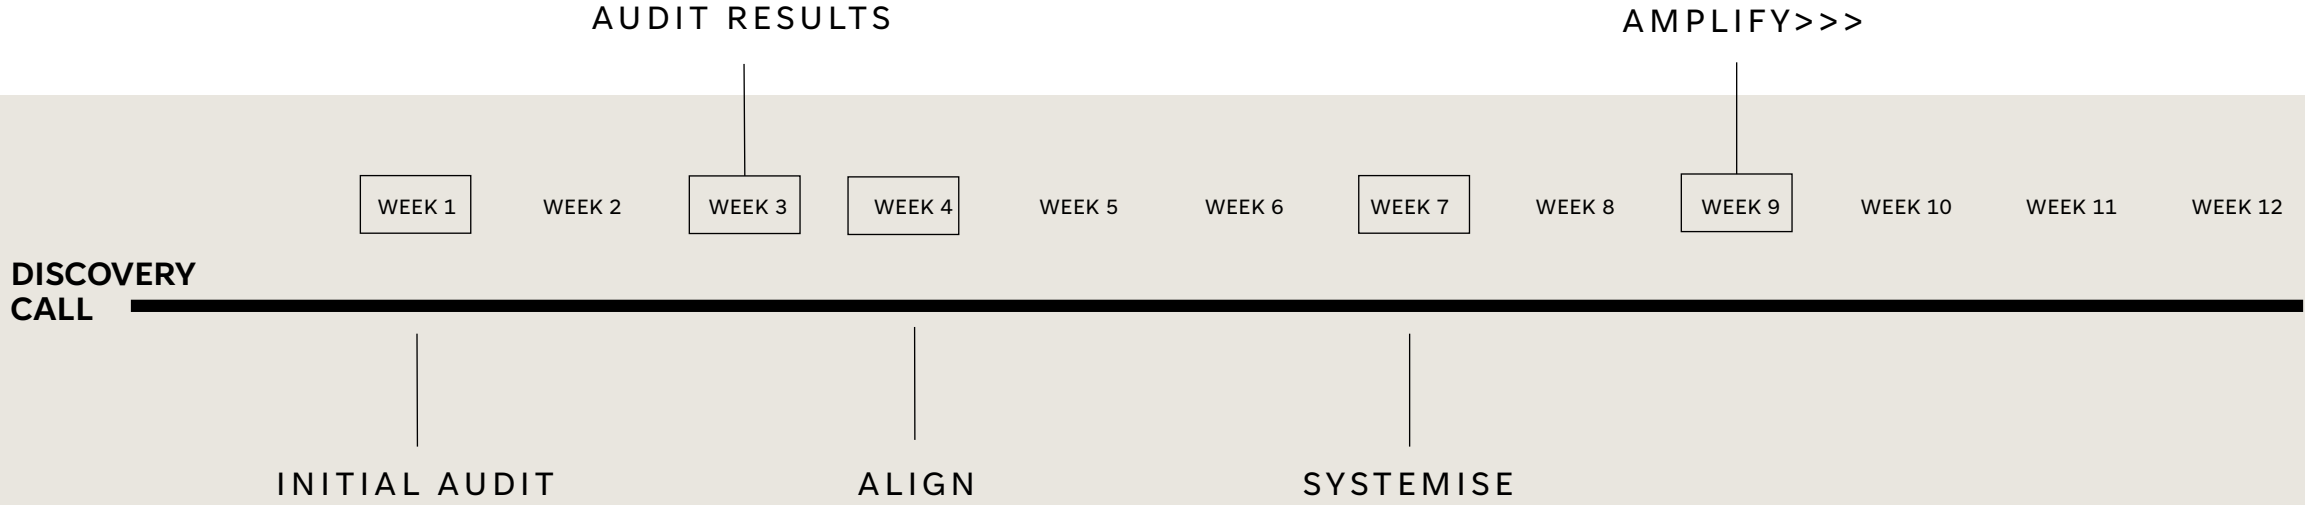 AUDIT RESULTS
AMPLIFY>>>
WEEK 1
WEEK 2
WEEK 3
WEEK 4
WEEK 5
WEEK 6
WEEK 7
WEEK 8
WEEK 9
WEEK 10
WEEK 11
WEEK 12
DISCOVERY
CALL
INITIAL AUDIT
ALIGN
SYSTEMISE